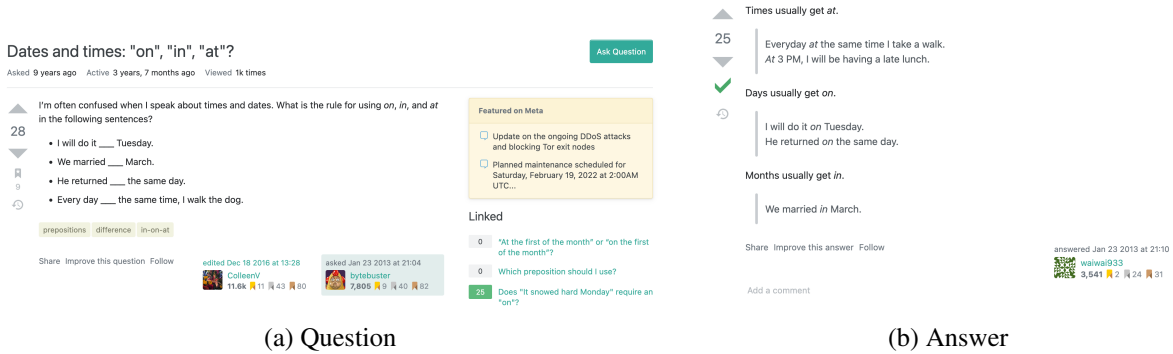 Dates and times: "on", "in", "at"?
Ask Question
Asked 9 years ago Active 3 years, 7 months ago Viewed 1k times
28
9
I'm often confused when I speak about times and dates. What is the rule for using on, in, and at
in the following sentences?
• I will do it ___ Tuesday.
• We married ___ March.
• He returned ___ the same day.
• Every day ___ the same time, I walk the dog.
prepositions difference in-on-at
Share Improve this question Follow
edited Dec 18 2016 at 13:28
ColleenV
11.6k 11 43 80
asked Jan 23 2013 at 21:04
bytebuster
7,805 9 40 82
Featured on Meta
Update on the ongoing DDoS attacks
and blocking Tor exit nodes
Planned maintenance scheduled for
Saturday, February 19, 2022 at 2:00AM
UTC...
Linked
0 "At the first of the month" or "on the first
of the month"?
0 Which preposition should I use?
25 Does "It snowed hard Monday" require an
"on"?
(a) Question
25
Times usually get at.
Everyday at the same time I take a walk.
At 3 PM, I will be having a late lunch.
Days usually get on.
I will do it on Tuesday.
He returned on the same day.
Months usually get in.
We married in March.
Share Improve this answer Follow
answered Jan 23 2013 at 21:10
waiwai933
3,541 2 24 31
Add a comment
(b) Answer